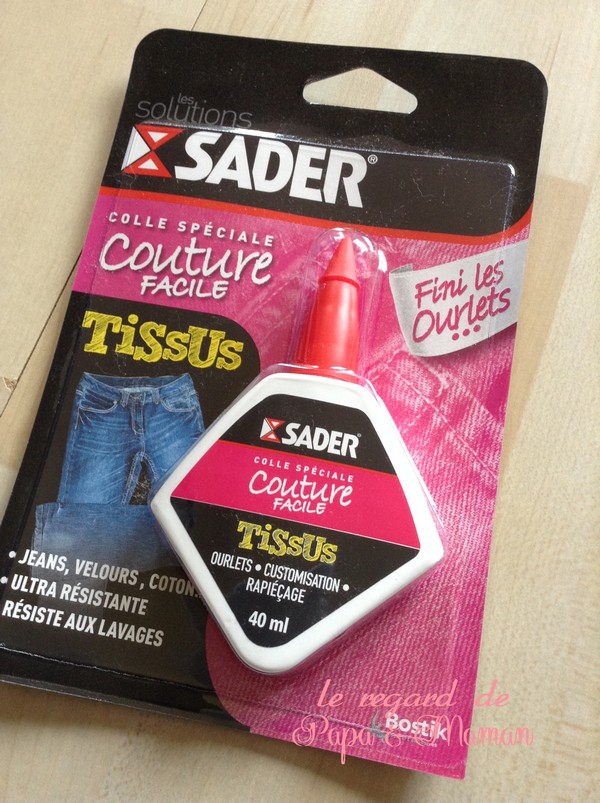 les
solutions
SADER®
COLLE SPÉCIALE
Couture
FACILE
TiSsUs
Fini les
Ourlets...
SADER
COLLE SPÉCIALE
Couture
FACILE
TiSsUs
OURLETS • CUSTOMISATION •
RAPIÉÇAGE
40 ml
• JEANS, VELOURS, COTON
• ULTRA RÉSISTANTE
RÉSISTE AUX LAVAGES
Bostik
le regard de
Papa & Maman